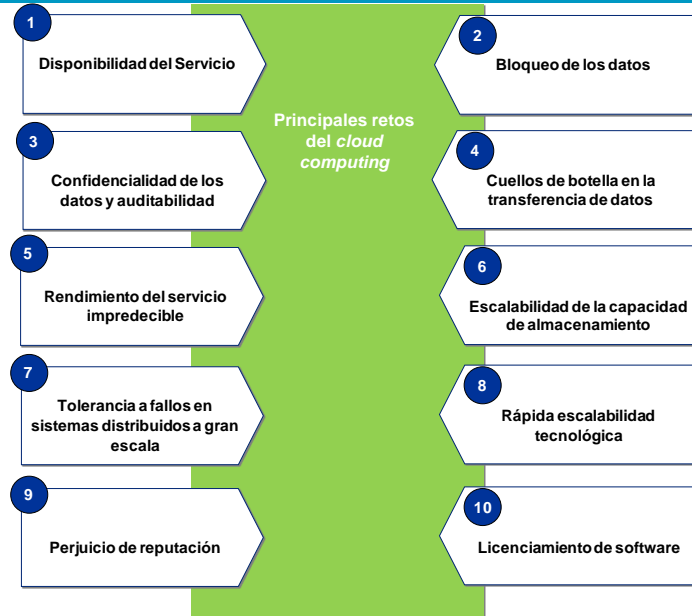 Principales retos
del cloud
computing
1
Disponibilidad del Servicio
2
Bloqueo de los datos
3
Confidencialidad de los
datos y auditabilidad
4
Cuellos de botella en la
transferencia de datos
5
Rendimiento del servicio
impredecible
6
Escalabilidad de la capacidad
de almacenamiento
7
Tolerancia a fallos en
sistemas distribuidos a gran
escala
8
Rápida escalabilidad
tecnológica
9
Perjuicio de reputación
10
Licenciamiento de software